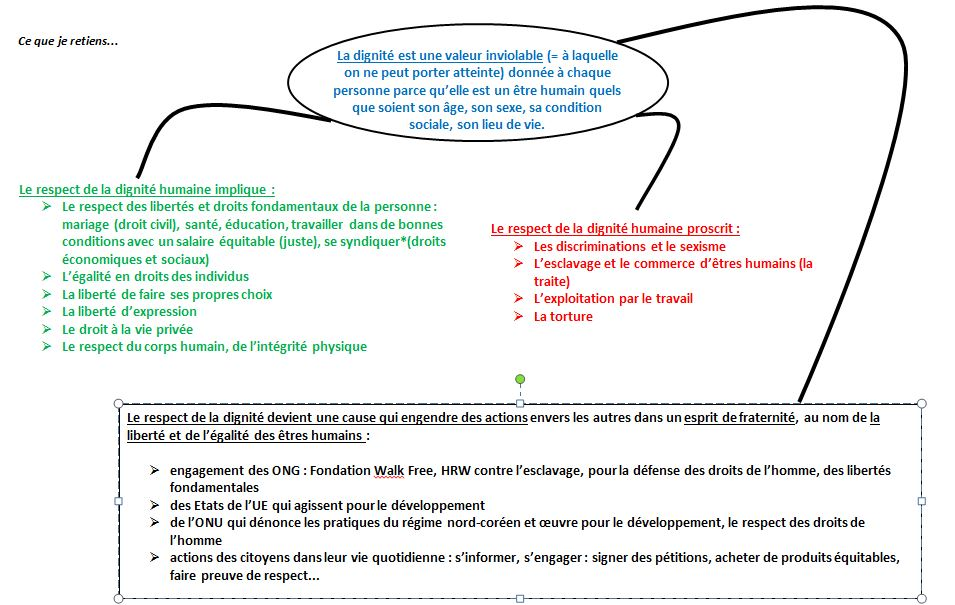 Ce que je retiens...
La dignité est une valeur inviolable (= à laquelle
on ne peut porter atteinte) donnée à chaque
personne parce qu'elle est un être humain quels
que soient son âge, son sexe, sa condition
sociale, son lieu de vie.
Le respect de la dignité humaine implique :
➢ Le respect des libertés et droits fondamentaux de la personne :
mariage (droit civil), santé, éducation, travailler dans de bonnes
conditions avec un salaire équitable (juste), se syndiquer*(droits
économiques et sociaux)
➢ L'égalité en droits des individus
➢ La liberté de faire ses propres choix
➢ La liberté d'expression
➢ Le droit à la vie privée
➢ Le respect du corps humain, de l'intégrité physique
Le respect de la dignité humaine proscrit :
➢ Les discriminations et le sexisme
➢ L'esclavage et le commerce d'êtres humains (la
traite)
➢ L'exploitation par le travail
➢ La torture
Le respect de la dignité devient une cause qui engendre des actions envers les autres dans un esprit de fraternité, au nom de la
liberté et de l'égalité des êtres humains :
➢ engagement des ONG : Fondation Walk Free, HRW contre l'esclavage, pour la défense des droits de l'homme, des libertés
fondamentales
➢ des Etats de l'UE qui agissent pour le développement
➢ de l'ONU qui dénonce les pratiques du régime nord-coréen et œuvre pour le développement, le respect des droits de
l'homme
➢ actions des citoyens dans leur vie quotidienne : s'informer, s'engager : signer des pétitions, acheter de produits équitables,
faire preuve de respect...